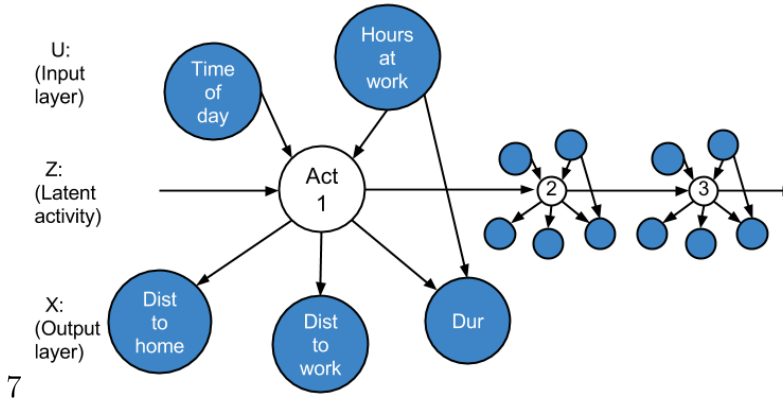 U:
(Input
layer)
Time
of
day
Hours
at
work
Z:
(Latent
activity)
Act
1
2
3
X:
(Output
layer)
Dist
to
home
Dist
to
work
Dur
7